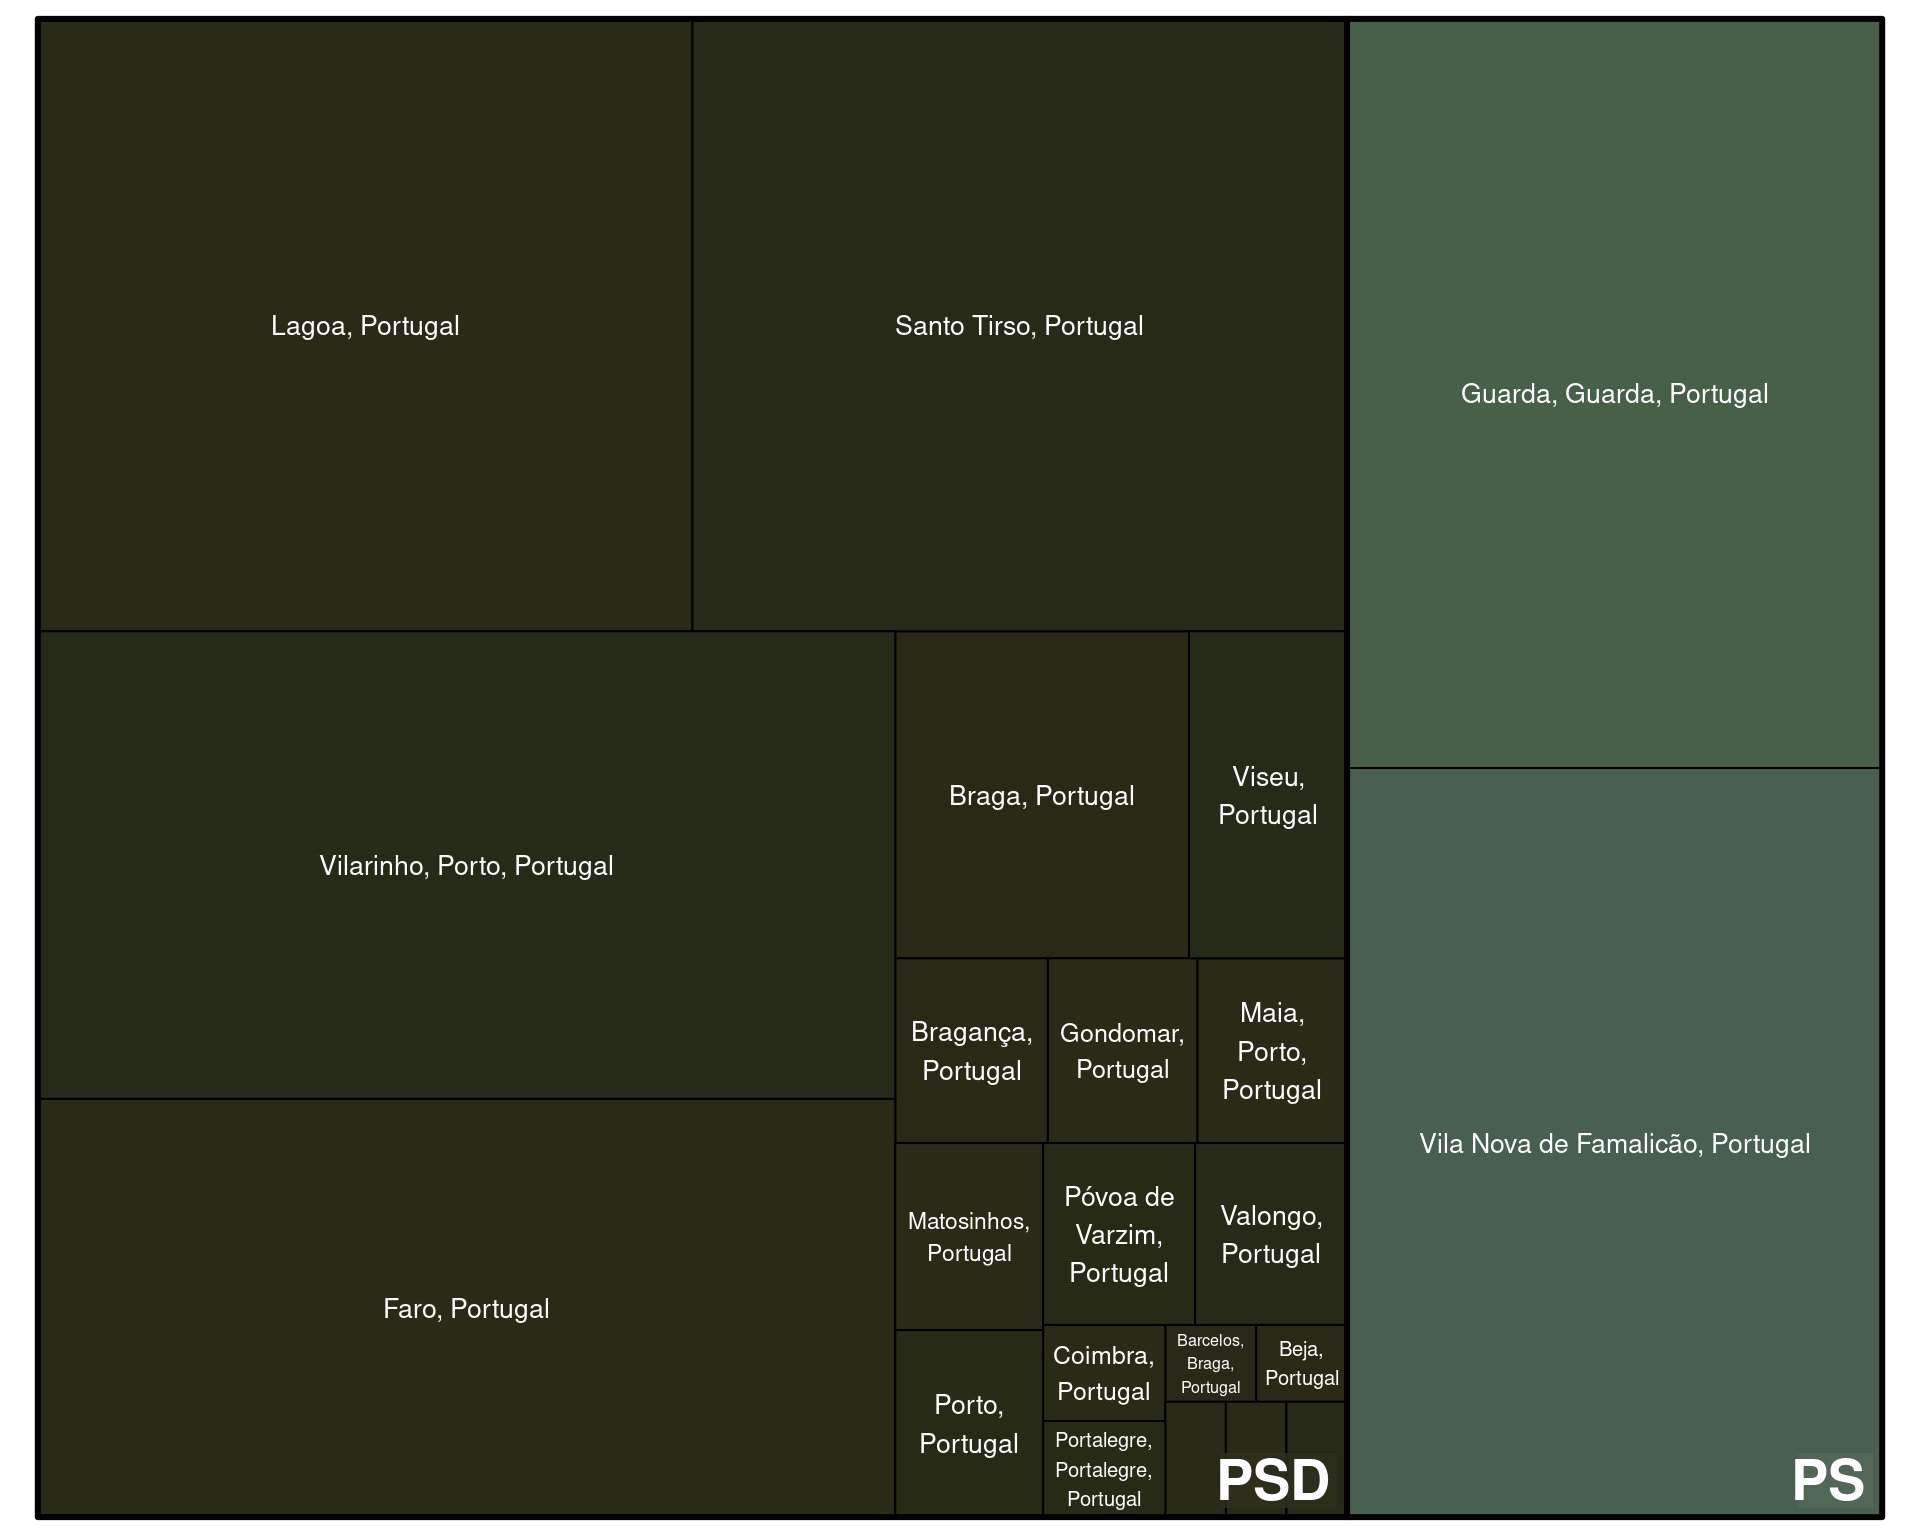 Lagoa, Portugal
Santo Tirso, Portugal
Guarda, Guarda, Portugal
Vilarinho, Porto, Portugal
Braga, Portugal
Viseu,
Portugal
Bragança,
Portugal
Gondomar,
Portugal
Maia,
Porto,
Portugal
Vila Nova de Famalicão, Portugal
Faro, Portugal
Matosinhos,
Portugal
Póvoa de
Varzim,
Portugal
Valongo,
Portugal
Porto,
Portugal
Coimbra,
Portugal
Barcelos,
Braga,
Portugal
Beja,
Portugal
Portalegre,
Portalegre,
Portugal
PSD
PS